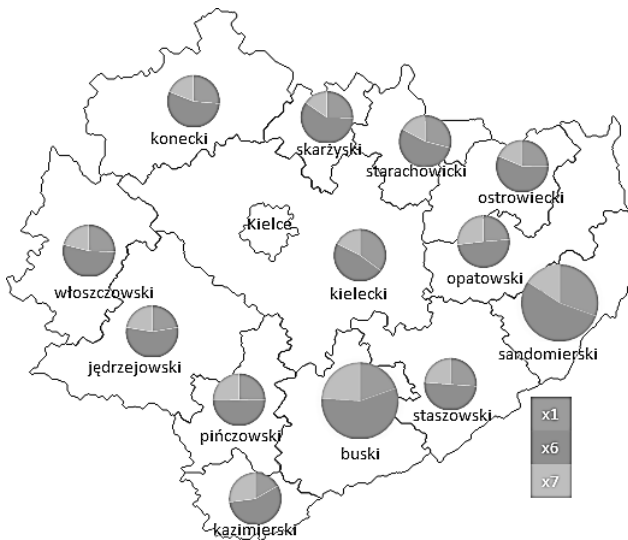 konecki
skarżyski
starachowicki
ostrowiecki
Kielce
opatowski
włoszczowski
kielecki
sandomierski
jędrzejowski
staszowski
pińczowski
buski
kazimierski
x1
x6
x7